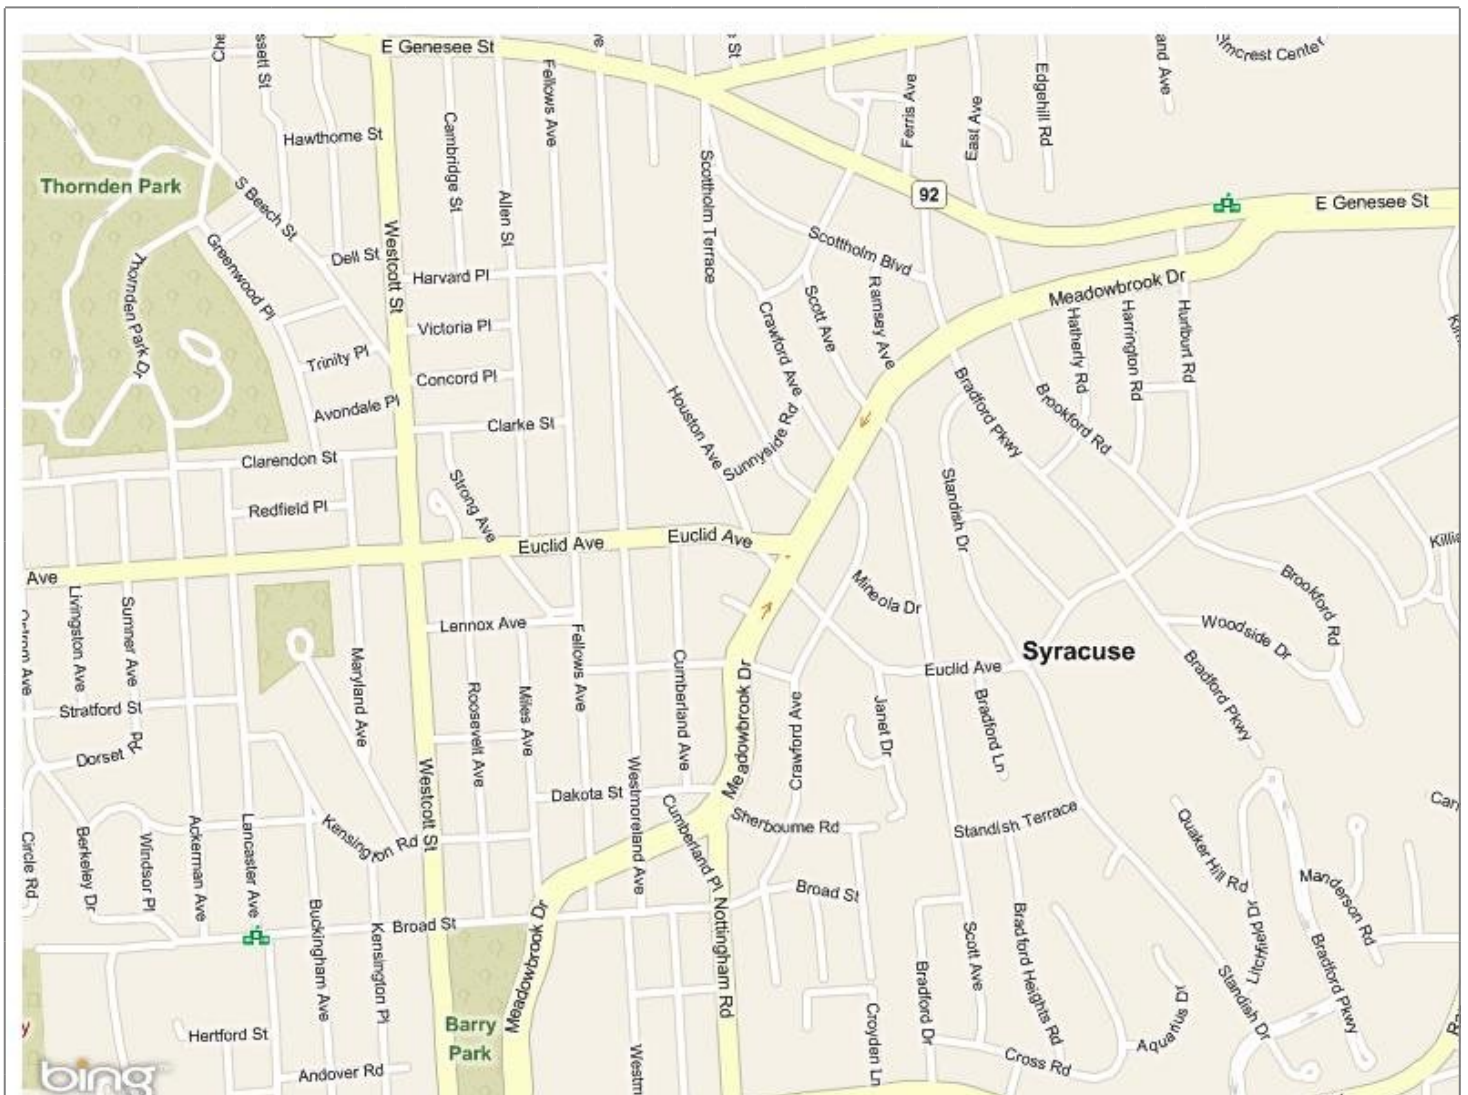 E Genesee St
Fellows Ave
Edgehill Rd
Ferris Ave
East Ave
Hawthorne St
Cambridge St
Thornden Park
S Beech St
Allen St
Scottholm Terrace
92
E Genesee St
Westcott St
Dell St
Greenwood Pl
Harvard Pl
Scottholm Blvd
Thornden Park Dr
Meadowbrook Dr
Ramsey Ave
Scott Ave
Crawford Ave
Victoria Pl
Hatherly Rd
Harrington Rd
Hurlburt Rd
Trinity Pl
Concord Pl
Avondale Pl
Houston Ave
Bradford Pkwy
Brookford Rd
Clarke St
Sunnyside Rd
Clarendon St
Strong Ave
Standish Dr
Redfield Pl
Euclid Ave
Euclid Ave
Ave
Mineola Dr
Brookford Rd
Livingston Ave
Sumner Ave
Lennox Ave
Fellows Ave
Woodside Dr
Syracuse
Maryland Ave
Cumberland Ave
Euclid Ave
Bradford Pkwy
Stratford St
Roosevelt Ave
Miles Ave
Meadowbrook Dr
Crawford Ave
Janet Dr
Bradford Ln
Dorset Rd
Westcott St
Westmoreland Ave
Dakota St
Cumberland Pl
Sherbourne Rd
Standish Terrace
Circle Rd
Berkeley Dr
Windsor Pl
Ackerman Ave
Lancaster Ave
Kensington Rd
Quaker Hill Rd
Manderson Rd
Broad St
Broad St
Buckingham Ave
Kensington Pl
Meadowbrook Dr
Nottingham Rd
Scott Ave
Bradford Heights Rd
Litchfield Dr
Bradford Pkwy
Bradford Dr
Standish Dr
Aquarius Dr
Croyden Ln
Cross Rd
Hertford St
Barry
Park
Andover Rd
bing